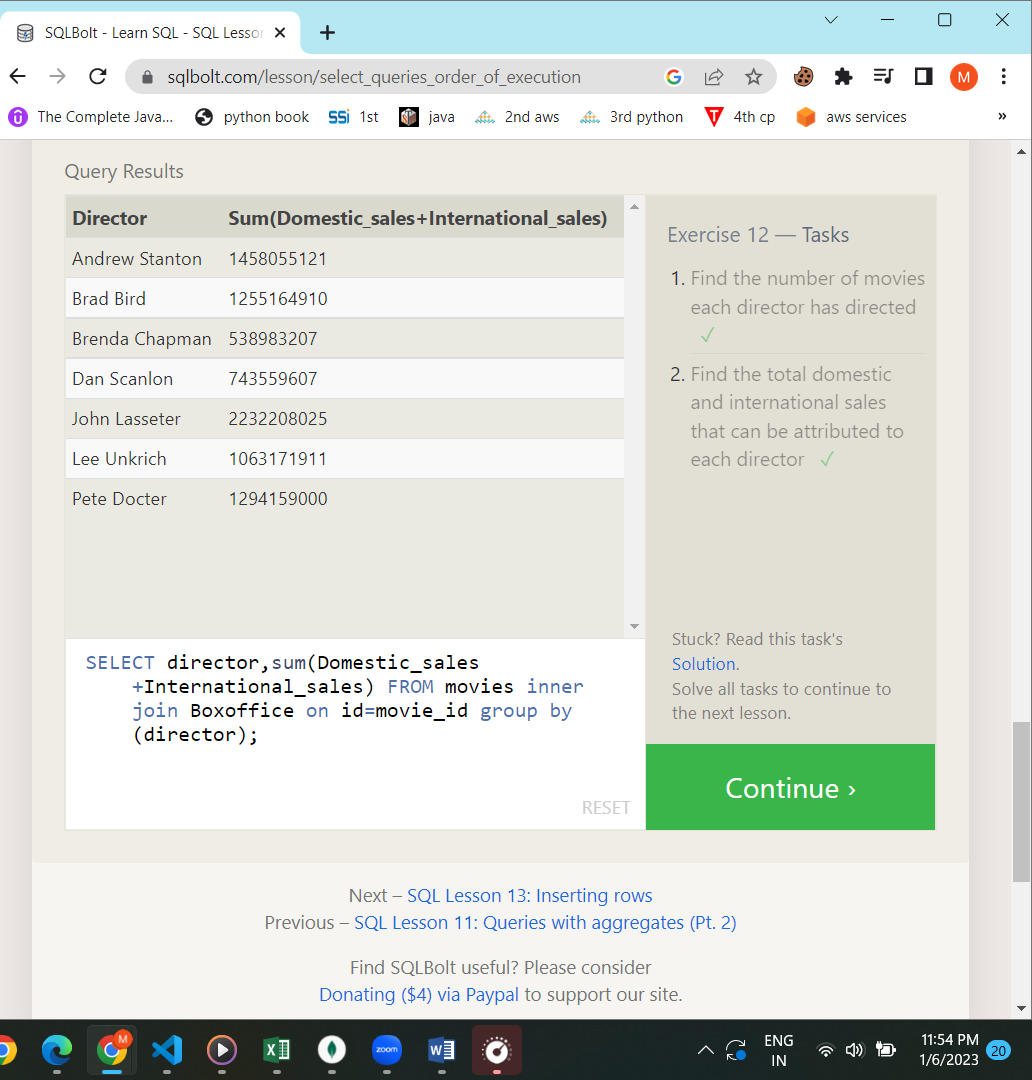 SQLBolt - Learn SQL - SQL Lesson
sqlbolt.com/lesson/select_queries_order_of_execution
G
M
The Complete Java...
python book
SSi 1st
java
2nd aws
3rd python
4th cp
aws services
»
Query Results
Director Sum(Domestic_sales+International_sales)
Andrew Stanton 1458055121
Brad Bird 1255164910
Brenda Chapman 538983207
Dan Scanlon 743559607
John Lasseter 2232208025
Lee Unkrich 1063171911
Pete Docter 1294159000
SELECT director,sum(Domestic_sales
+International_sales) FROM movies inner
join Boxoffice on id=movie_id group by
(director);
RESET
Exercise 12 — Tasks
1. Find the number of movies
each director has directed
✓
2. Find the total domestic
and international sales
that can be attributed to
each director ✓
Stuck? Read this task's
Solution.
Solve all tasks to continue to
the next lesson.
Continue ›
Next – SQL Lesson 13: Inserting rows
Previous – SQL Lesson 11: Queries with aggregates (Pt. 2)
Find SQLBolt useful? Please consider
Donating ($4) via Paypal to support our site.
M
zoom
ENG
IN
11:54 PM
1/6/2023
20